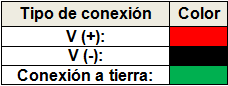 Tipo de conexión Color
V (+):
V (-):
Conexión a tierra: